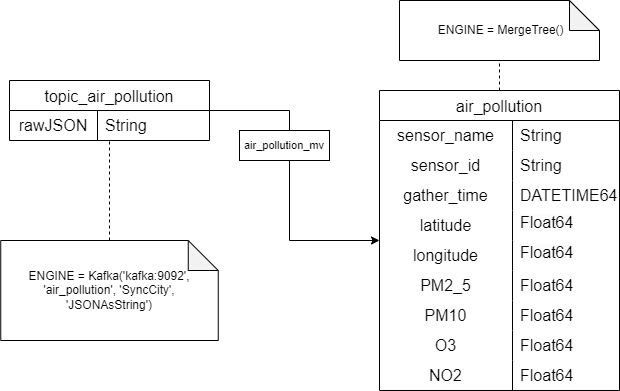 ENGINE = MergeTree()
topic_air_pollution
rawJSON String
air_pollution_mv
ENGINE = Kafka('kafka:9092',
'air_pollution', 'SyncCity',
'JSONAsString')
air_pollution
sensor_name String
sensor_id String
gather_time DATETIME64
latitude Float64
longitude Float64
PM2_5 Float64
PM10 Float64
O3 Float64
NO2 Float64